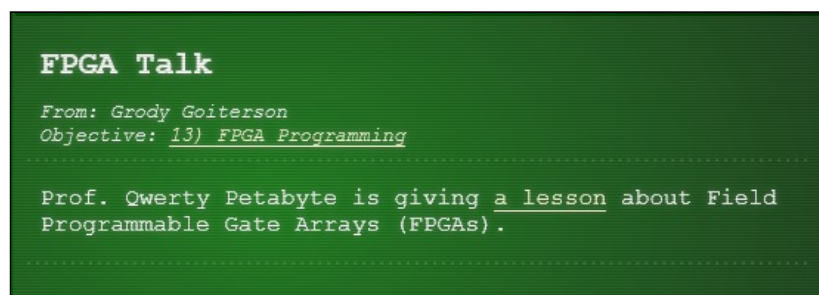 FPGA Talk
From: Grody Goiterson
Objective: 13) FPGA Programming
Prof. Qwerty Petabyte is giving a lesson about Field
Programmable Gate Arrays (FPGAs).